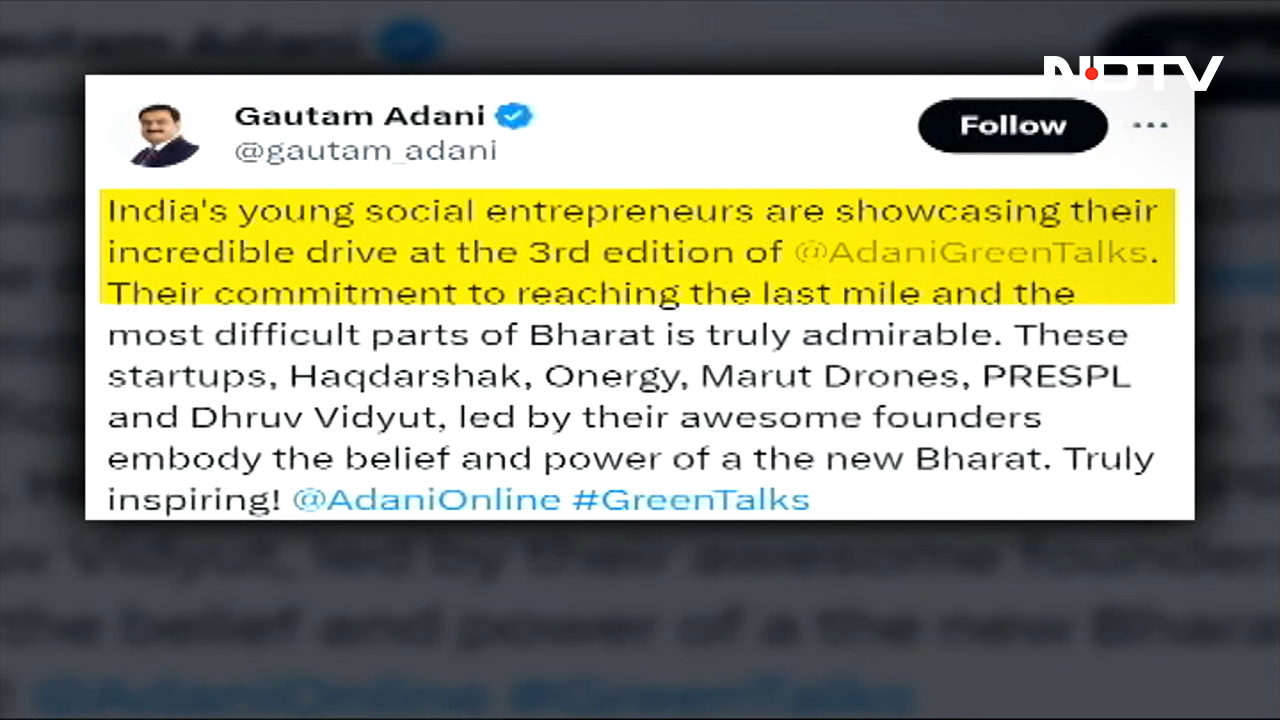 NDTV
Gautam Adani
Follow
@gautam_adani
India's young social entrepreneurs are showcasing their
incredible drive at the 3rd edition of @AdaniGreenTalks.
Their commitment to reaching the last mile and the
most difficult parts of Bharat is truly admirable. These
startups, Haqdarshak, Onergy, Marut Drones, PRESPL
and Dhruv Vidyut, led by their awesome founders
embody the belief and power of a the new Bharat. Truly
inspiring! @AdaniOnline #GreenTalks